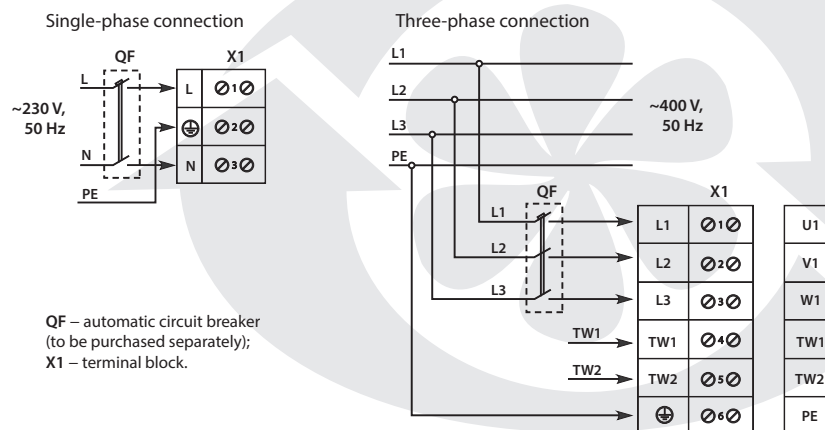 Single-phase connection
QF X1
L
L 1
~230 V,
50 Hz
2
N
N 3
PE
QF – automatic circuit breaker
(to be purchased separately);
X1 – terminal block.
Three-phase connection
L1
L2
~400 V,
50 Hz
L3
PE
QF X1
L1 L1 1 U1
L2 L2 2 V1
L3 L3 3 W1
TW1 TW1 4 TW1
TW2 TW2 5 TW2
6 PE